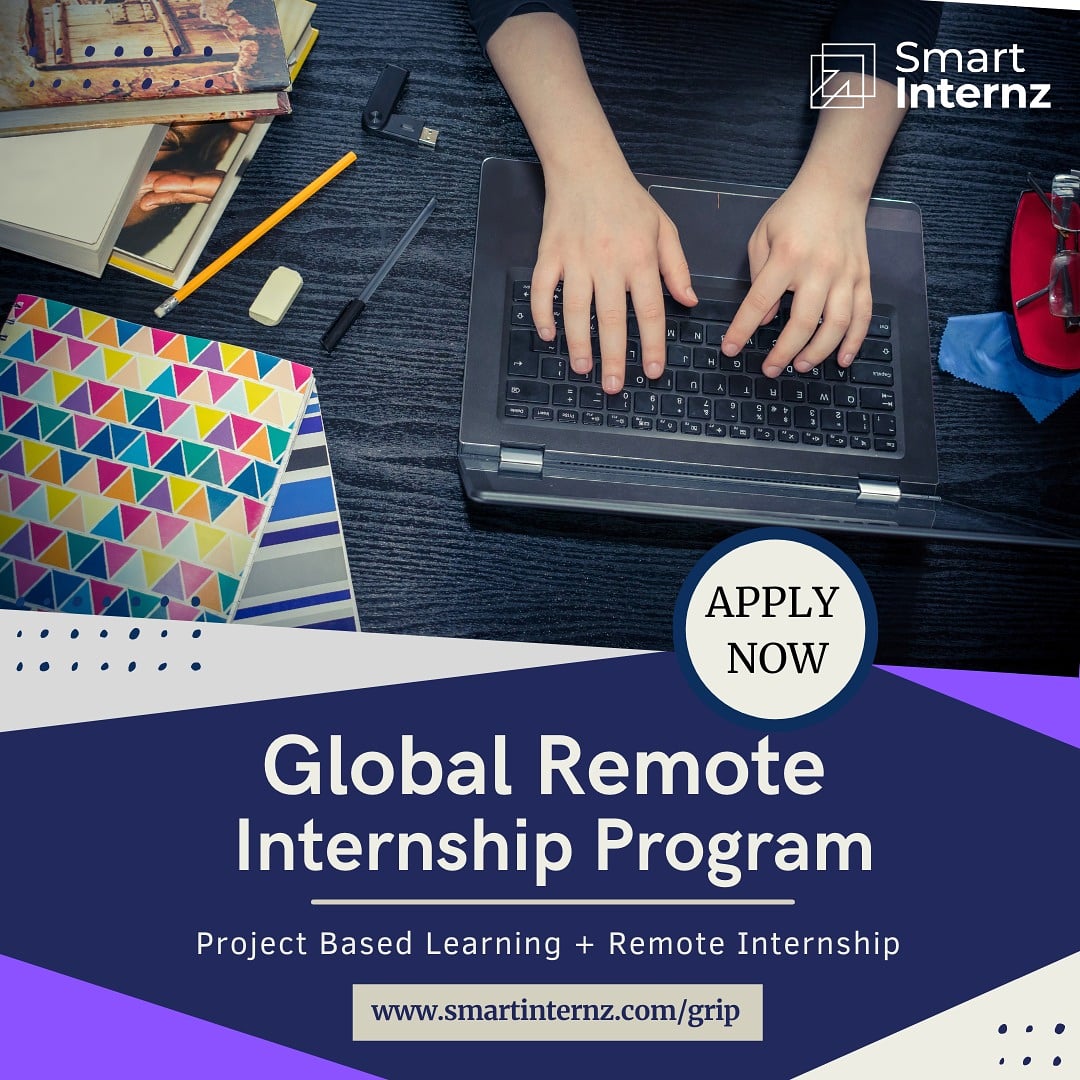 Smart
Internz
APPLY
NOW
Global Remote
Internship Program
Project Based Learning + Remote Internship
www.smartinternz.com/grip